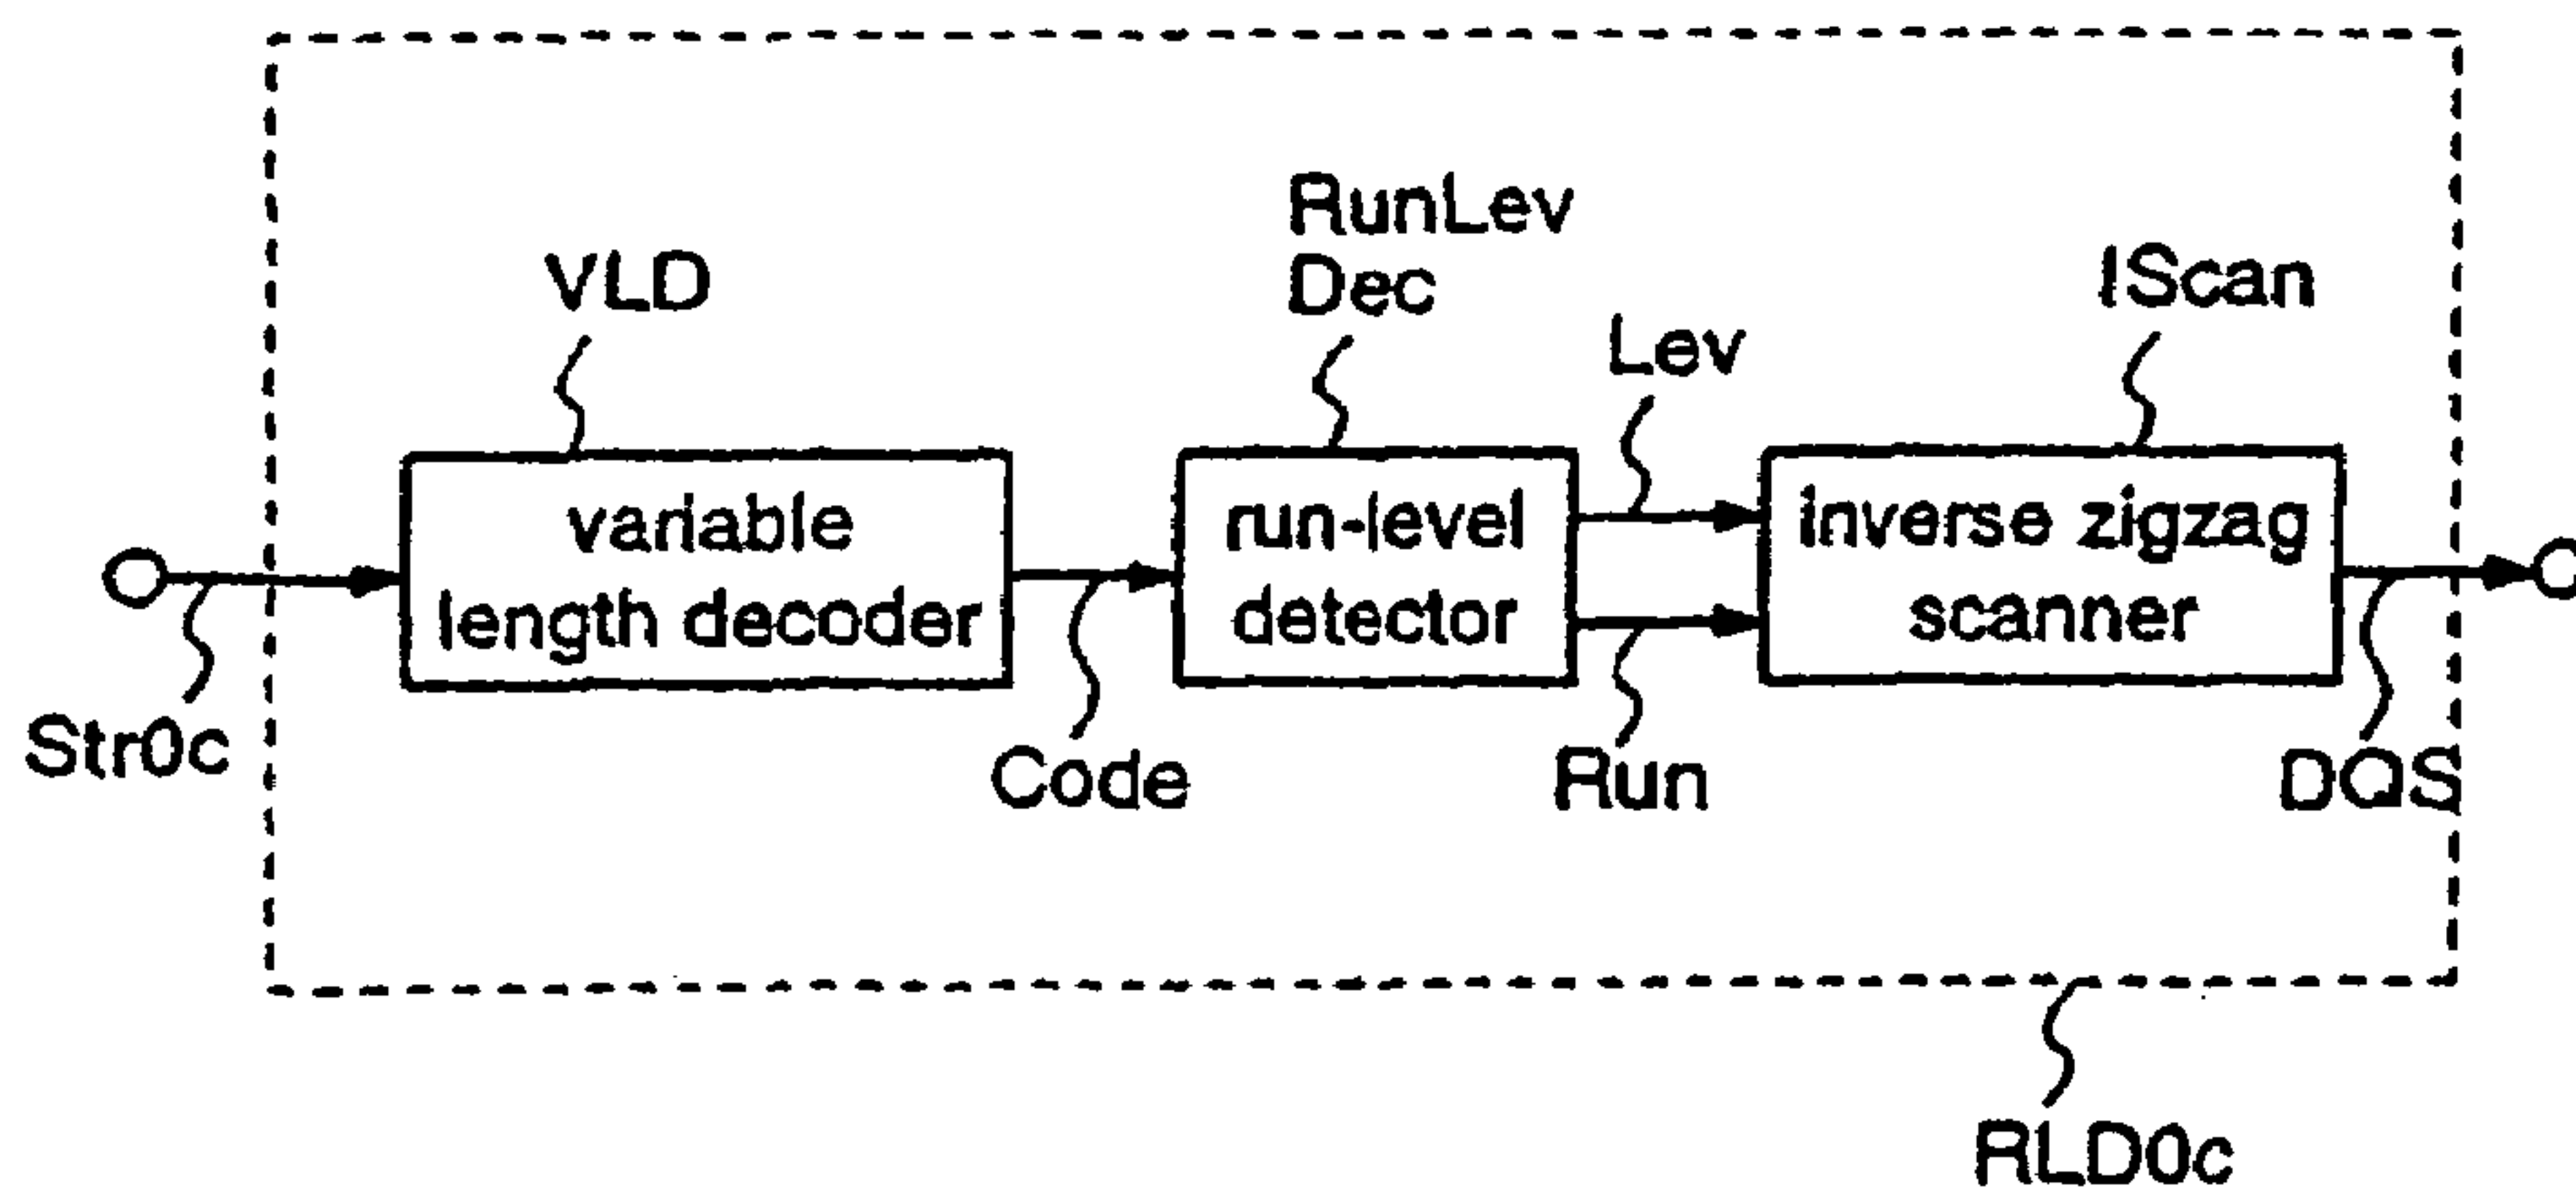 RunLev
Dec
VLD
IScan
Lev
variable
length decoder
run-level
detector
inverse zigzag
scanner
Str0c
Code
Run
DQS
RLD0c